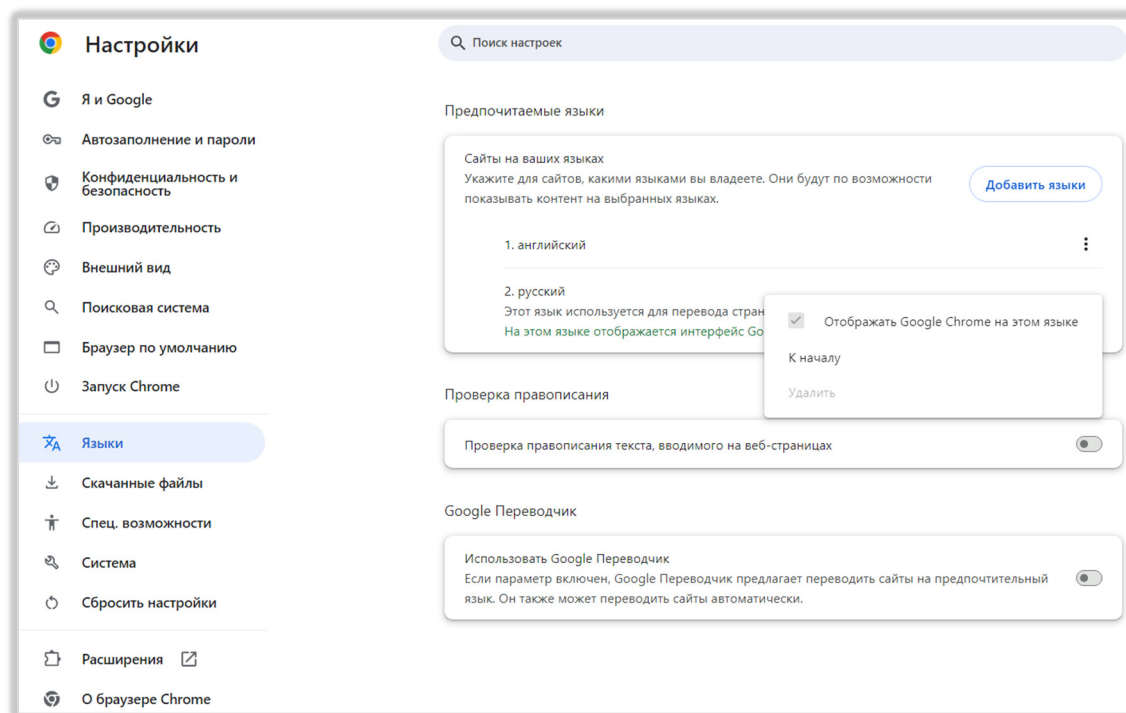 Настройки
Поиск настроек
Я и Google
Автозаполнение и пароли
Конфиденциальность и
безопасность
Производительность
Внешний вид
Поисковая система
Браузер по умолчанию
Запуск Chrome
Языки
Скачанные файлы
Спец. возможности
Система
Сбросить настройки
Расширения
О браузере Chrome
Предпочитаемые языки
Сайты на ваших языках
Укажите для сайтов, какими языками вы владеете. Они будут по возможности
показывать контент на выбранных языках.
Добавить языки
1. английский
2. русский
Этот язык используется для перевода стран
На этом языке отображается интерфейс Go
Отображать Google Chrome на этом языке
К началу
Удалить
Проверка правописания
Проверка правописания текста, вводимого на веб-страницах
Google Переводчик
Использовать Google Переводчик
Если параметр включен, Google Переводчик предлагает переводить сайты на предпочтительный
язык. Он также может переводить сайты автоматически.